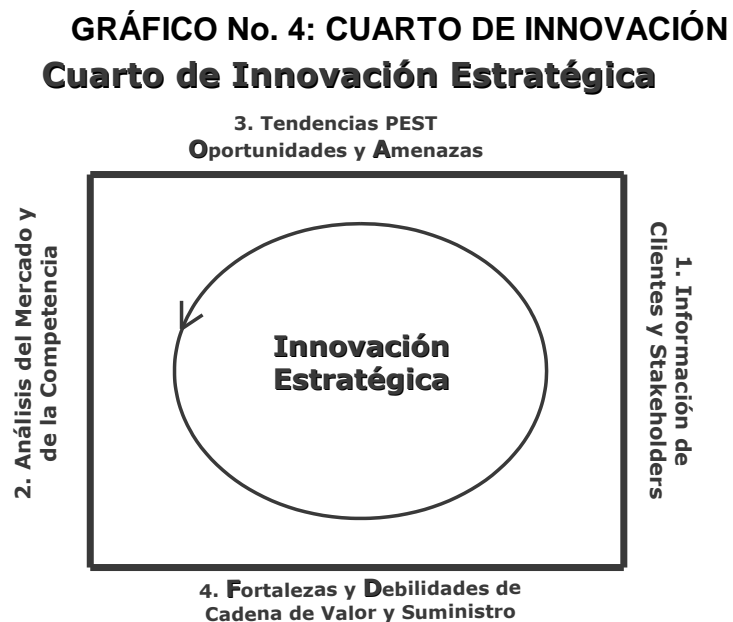 GRÁFICO No. 4: CUARTO DE INNOVACIÓN
Cuarto de Innovación Estratégica
3. Tendencias PEST
Oportunidades y Amenazas
2. Análisis del Mercado y
de la Competencia
Innovación
Estratégica
1. Información de
Clientes y Stakeholders
4. Fortalezas y Debilidades de
Cadena de Valor y Suministro